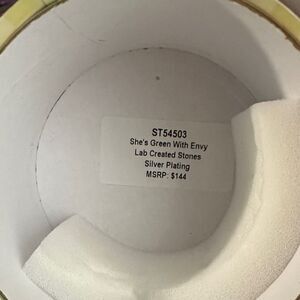 ST54503
She's Green With Envy
Lab Created Stones
Silver Plating
MSRP: $144